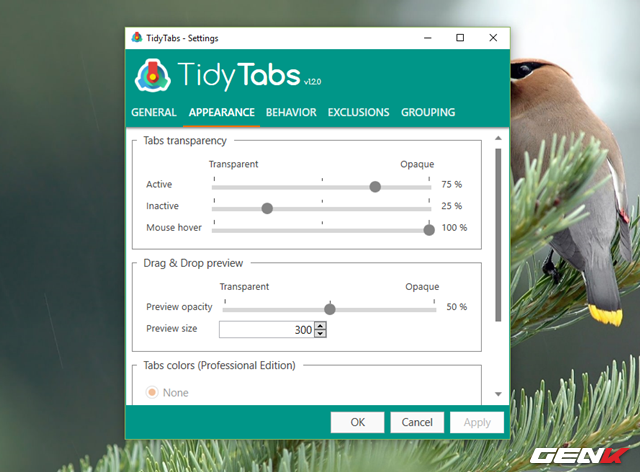 TidyTabs - Settings
TidyTabs v1.2.0
GENERAL APPEARANCE BEHAVIOR EXCLUSIONS GROUPING
Tabs transparency
Transparent Opaque
Active 75 %
Inactive 25 %
Mouse hover 100 %
Drag & Drop preview
Transparent Opaque
Preview opacity 50 %
Preview size 300
Tabs colors (Professional Edition)
None
OK Cancel Apply
GENK